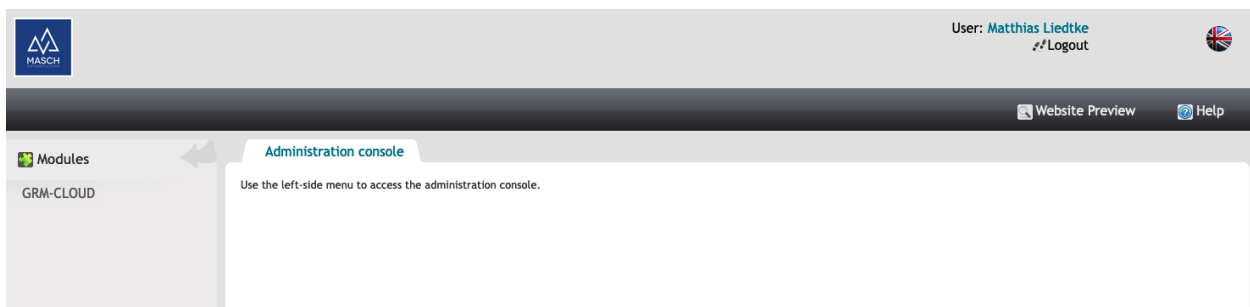 MASCH
User: Matthias Liedtke
Logout
Website Preview
Help
Modules
GRM-CLOUD
Administration console
Use the left-side menu to access the administration console.